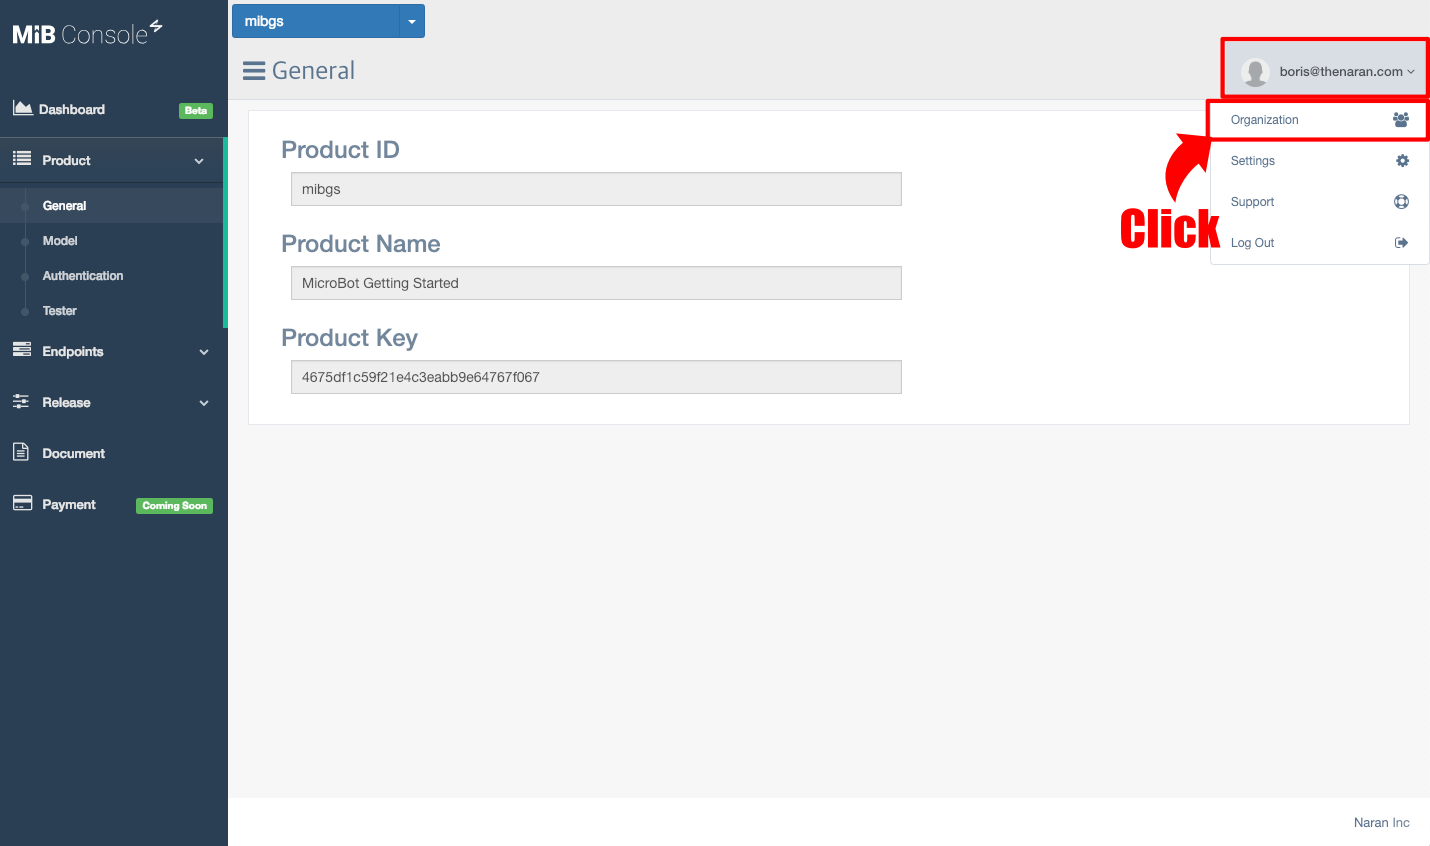 MiB Console
mibgs
General
boris@thenaran.com
Dashboard
Beta
Product
General
Model
Authentication
Tester
Endpoints
Release
Document
Payment
Coming Soon
Product ID
mibgs
Product Name
MicroBot Getting Started
Product Key
4675df1c59f21e4c3eabb9e64767f067
Organization
Settings
Support
Log Out
Click
Naran Inc